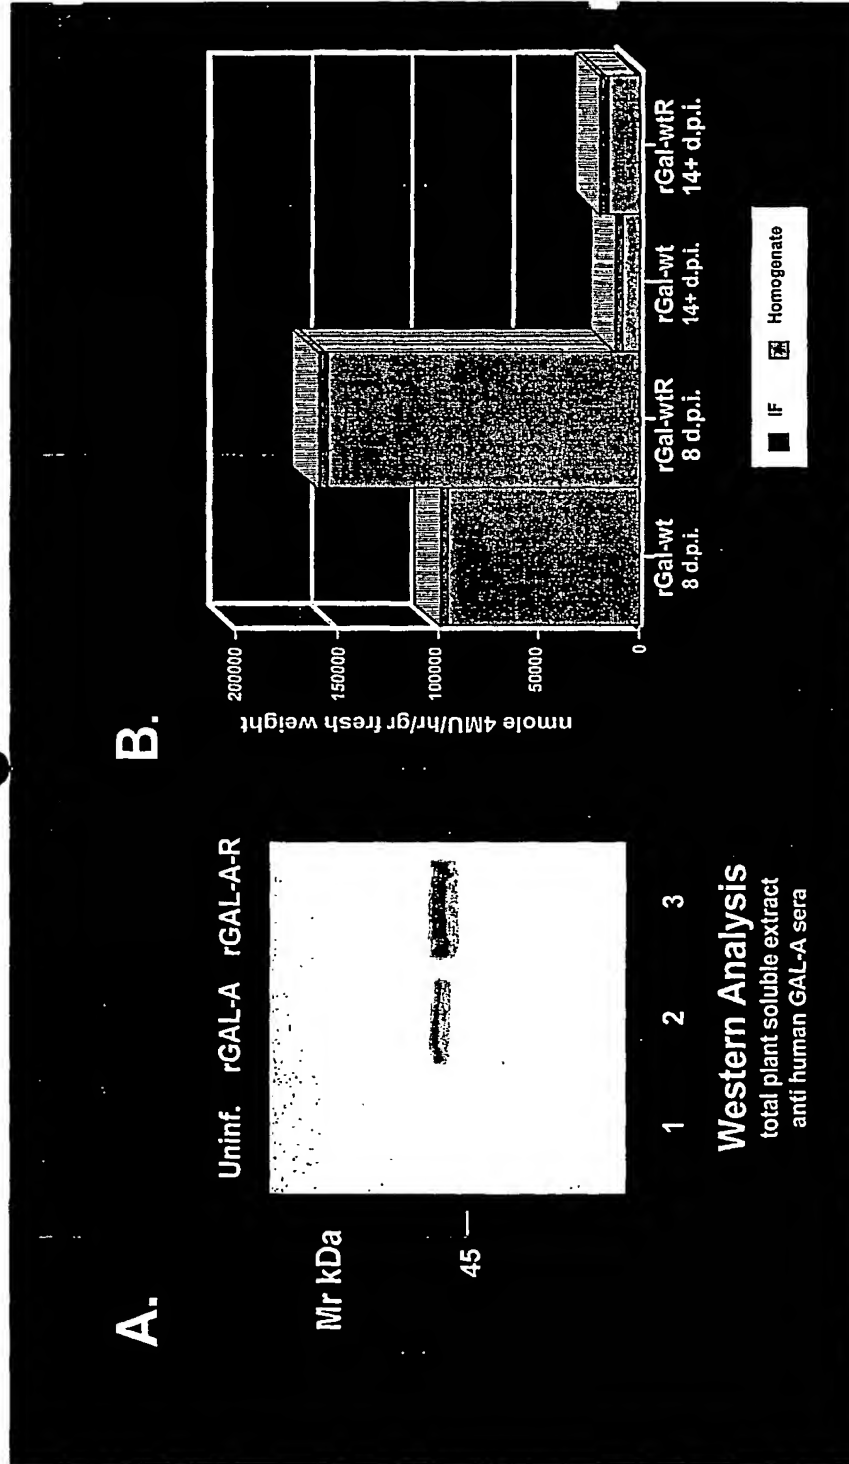 A.
Uninf. rGAL-A rGAL-A-R
Mr kDa
45
1 2 3
Western Analysis
total plant soluble extract
anti human GAL-A sera
B.
nmole 4MU/hr/gr fresh weight
200000
150000
100000
50000
0
rGal-wt
8 d.p.i.
rGal-wtR
8 d.p.i.
rGal-wt
14+ d.p.i.
rGal-wtR
14+ d.p.i.
IF
Homogenate